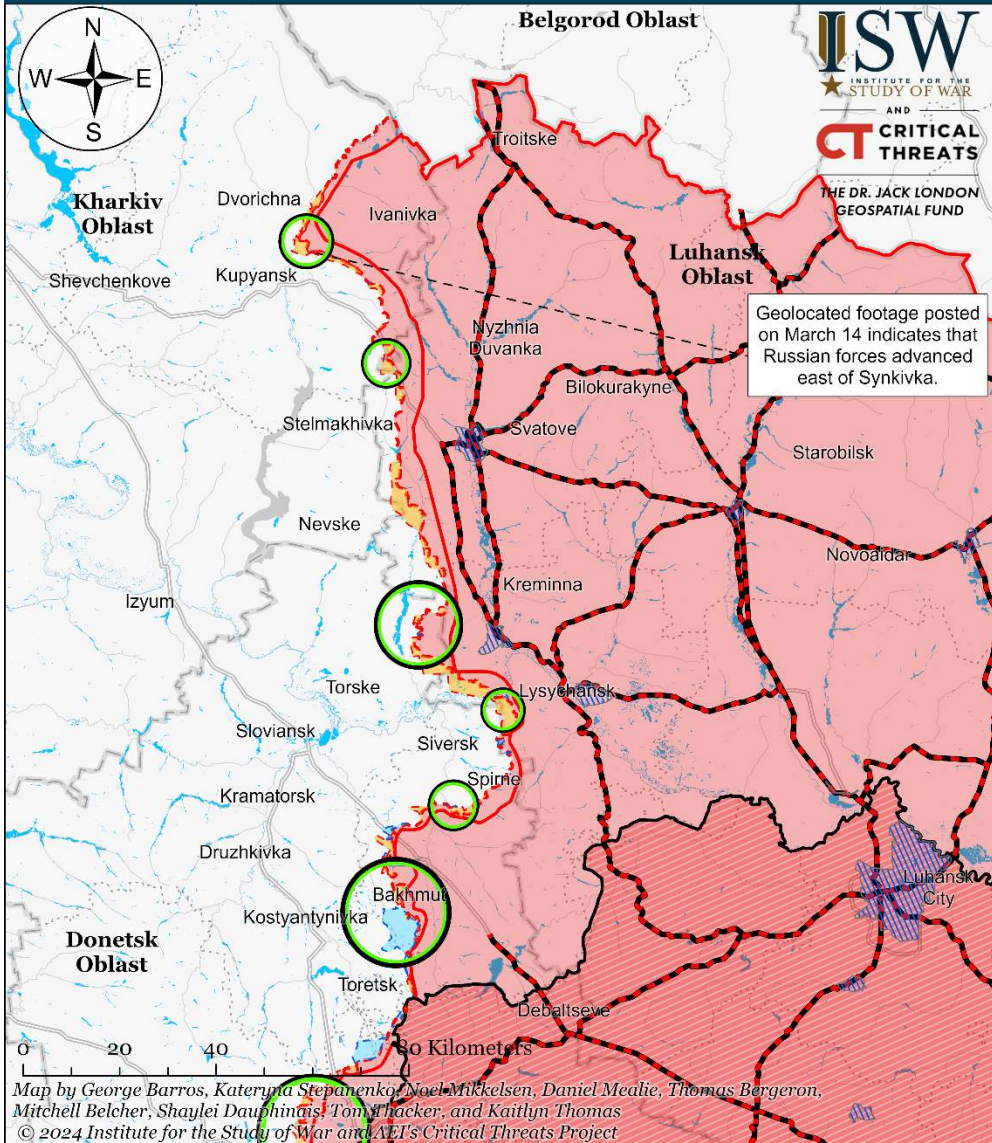 Belgorod Oblast
N
W E
S
ISW
INSTITUTE FOR THE
STUDY OF WAR
AND
CT CRITICAL
THREATS
THE DR. JACK LONDON
GEOSPATIAL FUND
Troitske
Dvorichna
Kharkiv
Oblast
Ivanivka
Luhansk
Oblast
Shevchenkove
Kupyansk
Geolocated footage posted
on March 14 indicates that
Russian forces advanced
east of Synkivka.
Nyzhnia
Duvanka
Bilokurakyne
Stelmakhivka
Svatove
Starobilsk
Nevske
Novoaidar
Kreminna
Izyum
Torske
Lysychansk
Sloviansk
Siversk
Spirne
Kramatorsk
Druzhkivka
Bakhmut
Luhansk
City
Kostyantynivka
Donetsk
Oblast
Toretsk
Debaltseve
0 20 40 80 Kilometers
Map by George Barros, Kateryna Stepanenko, Noel Mikkelsen, Daniel Mealie, Thomas Bergeron,
Mitchell Belcher, Shaylei Dauphinais, Tom Thacker, and Kaitlyn Thomas
© 2024 Institute for the Study of War and AEI's Critical Threats Project